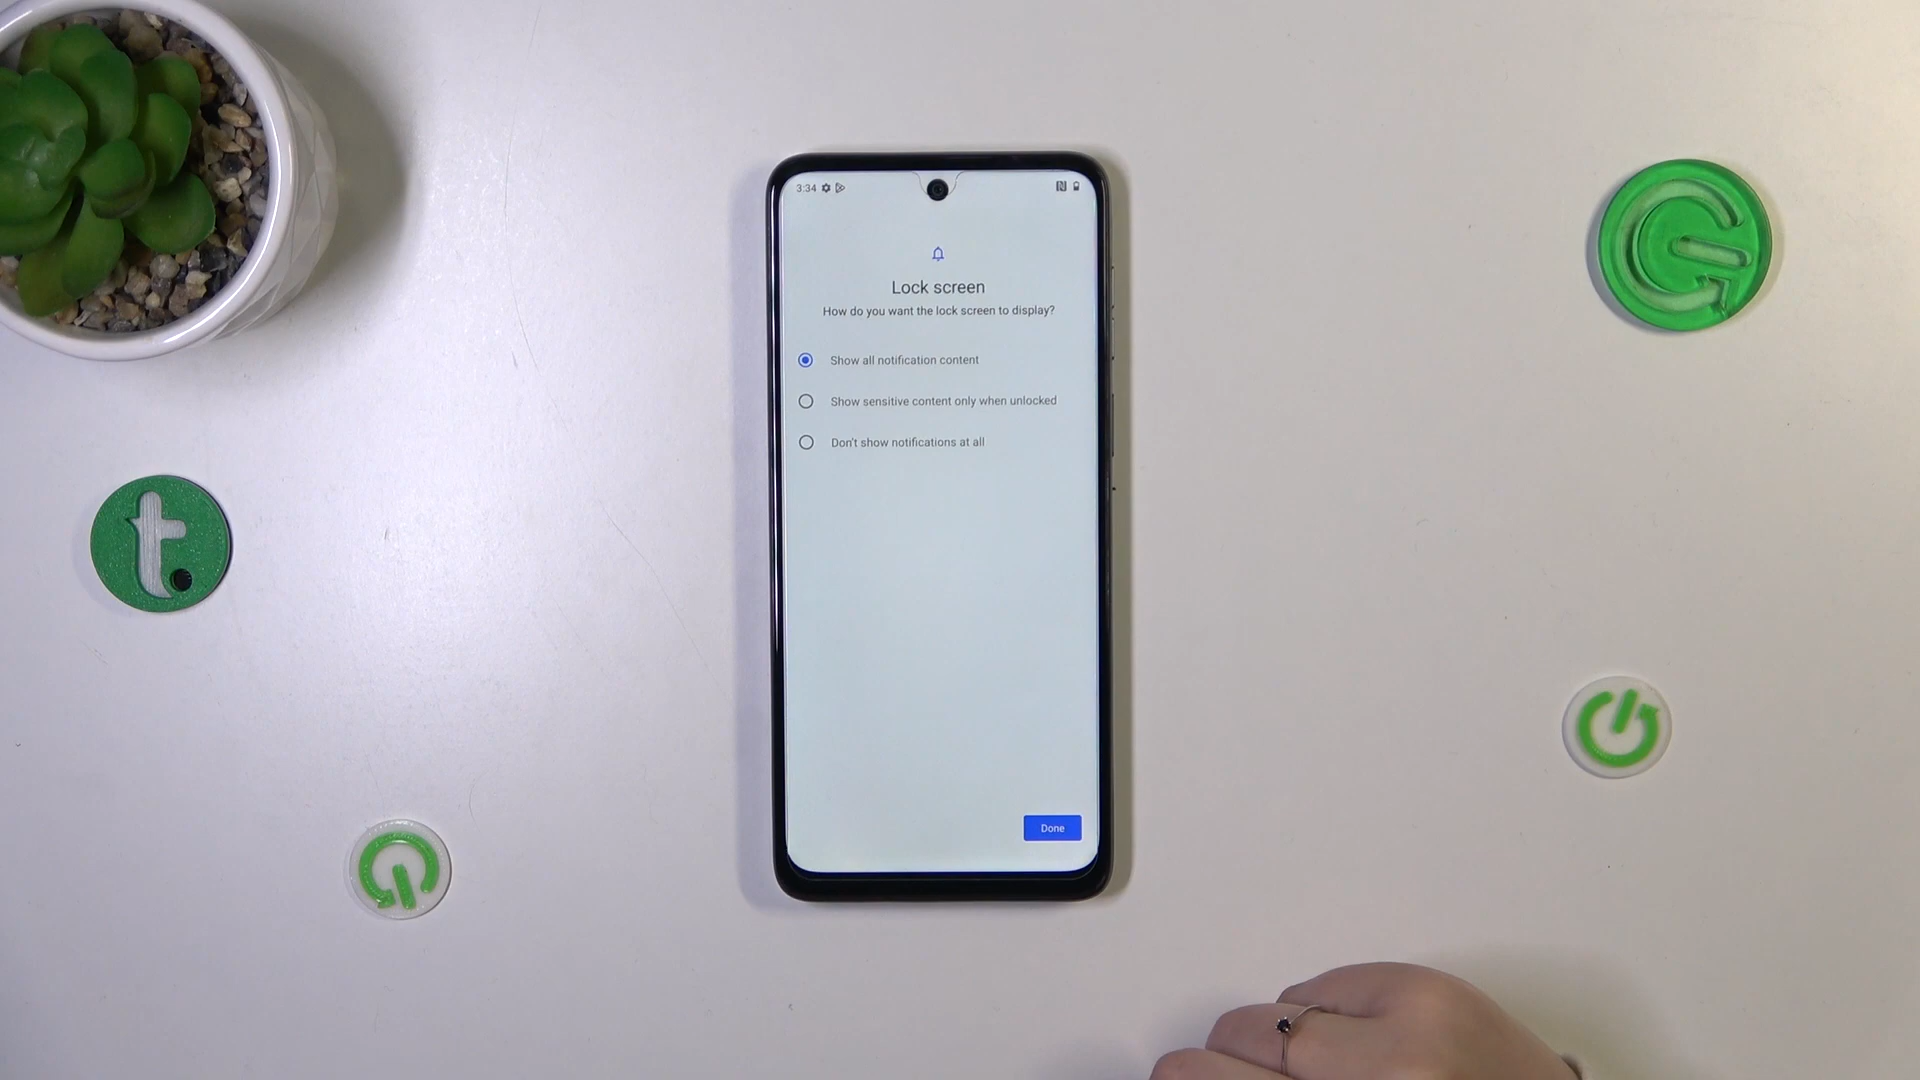 3:34
Lock screen
How do you want the lock screen to display?
Show all notification content
Show sensitive content only when unlocked
Don't show notifications at all
Done
t.